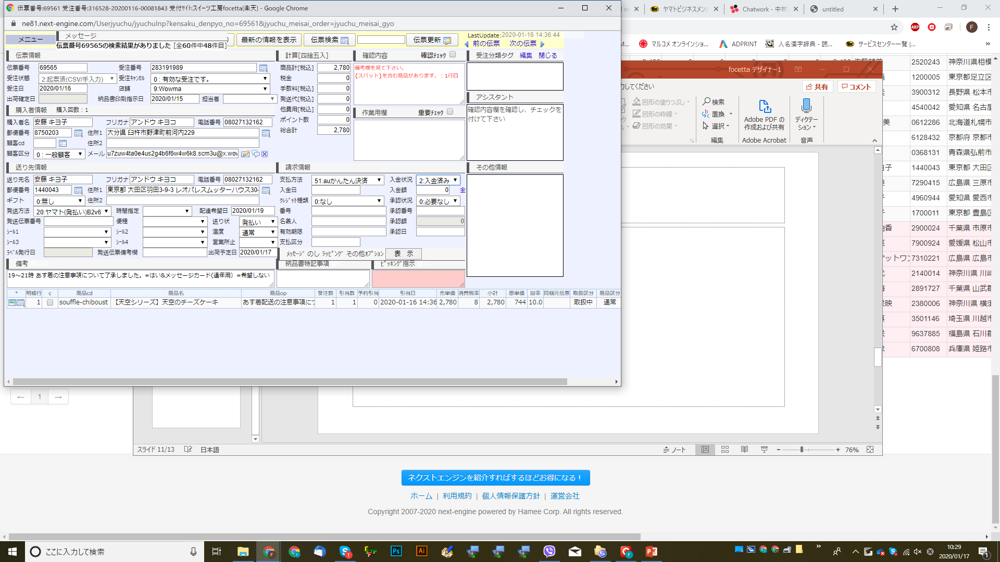 伝票番号:69561 受注番号:316528-20200116-00081843 受付サイト:スイーツ工房focetta(楽天) - Google Chrome
ne81.next-engine.com/Userjyuchu/jyuchuInp?kensaku_denpyo_no=69561&jyuchu_meisai_order=jyuchu_meisai_gyo
メニュー
メッセージ
伝票番号69565の検索結果がありました [全60件中48件目]
最新の情報を表示
伝票検索
伝票更新
LastUpdate:2020-01-16 14:36:44
前の伝票 次の伝票
伝票情報
伝票番号 69565 受注番号 283191989
受注状態 2:起票済(CSV/手入力) 受注ｷｬﾝｾﾙ 0 : 有効な受注です。
受注日 2020/01/16 店舗 9:Wowma
出荷確定日 納品書印刷指示日 2020/01/15 担当者
購入者情報 購入回数 : 1
購入者名 安藤 キヨ子 フリガナ アンドウ キヨコ 電話番号 08027132162
郵便番号 8750203 住所1 大分県 臼杵市野津町前河内229
顧客cd 住所2
顧客区分 0 : 一般顧客 メール u7zuw4ta0e4us2g4b6f6w4w6k8.scm3u@x.wow
送り先情報
送り先名 安藤 キヨ子 フリガナ アンドウ キヨコ 電話番号 08027132162
郵便番号 1440043 住所1 東京都 大田区羽田3-9-3 レオパレスムッターハウス304
ギフト 0:無し 住所2
発送方法 20:ヤマト(発払い)B2v6 時間指定 配達希望日 2020/01/19
発送伝票番号 便種 送り状 発払い
ｼｰﾙ1 ｼｰﾙ2 温度 通常
ｼｰﾙ3 ｼｰﾙ4 営業所止
ﾗﾍﾞﾙ発行日 発送伝票備考欄 出荷予定日 2020/01/17
備考
19～21時 あす着の注意事項について了承しました。=はい&メッセージカード(通年用) =希望しない
計算[四捨五入]
商品計[税込] 2,780
税金 0
手数料[税込] 0
発送代[税込] 0
他費用[税込] 0
ポイント数 0
総合計 2,780
確認内容 確認ﾁｪｯｸ
備考欄を見て下さい。
{スパット}を含む商品があります。 : 1行目
作業用欄 重要ﾁｪｯｸ
受注分類タグ 編集 閉じる
アシスタント
確認内容欄を確認し、チェックを付けて下さい
請求情報
支払方法 51:auかんたん決済 入金状況 2:入金済み
入金日 入金額 0 全
ｸﾚｼﾞｯﾄ種類 0:なし 承認状況 0:必要なし
番号 承認番号
名義人 承認額 0
有効期限 承認日
支払区分
ﾒｯｾｰｼﾞ のし ﾗｯﾋﾟﾝｸﾞ その他ｵﾌﾟｼｮﾝ 表 示
納品書特記事項
ﾋﾟｯｷﾝｸﾞ指示
その他情報
* 明細行 c 商品cd 商品名 商品op 受注数 引当数 予約引当 引当日 売単価 消費税率 小計 原単価 掛率 同梱元伝票 取扱区分 商品区分
1 souffle-chiboust 【天空シリーズ】天空のチーズケーキ あす着配送の注意事項につ 1 1 0 2020-01-16 14:36 2,780 8 2,780 744 10.0 取扱中 通常
ヤマトビジネスメンバ
Chatwork - 中林
untitled
マルコメ オンラインショ...
ADPRINT
人名漢字辞典 - 読...
サービスセンター一覧 |...
focetta デザイナー1
力してください
共有
コメント
図形の塗りつぶし
図形の枠線
図形の効果
検索
置換
選択
編集
Adobe PDF の
作成および共有
Adobe Acrobat
ディクテー
ション
音声
2520243 神奈川県相模
1200005 東京都足立区
3900312 長野県 松本市
4540042 愛知県 名古屋
美 0612286 北海道札幌市
6128432 京都府 京都市
0368131 青森県弘前市
1440043 東京都 大田区
7290415 広島県 三原市
4960944 愛知県 愛西市
1700011 東京都 豊島区
香 2900024 千葉県 市原市
7900924 愛媛県 松山市
7310221 広島県 広島市
2140014 神奈川県 川崎
2891727 千葉県 山武郡
映 2380006 神奈川県 横須
3501146 埼玉県 川越市
9637885 福島県 石川郡
6700808 兵庫県 姫路市
← 1 →
スライド 11/13 日本語
ノート
76%
ネクストエンジンを紹介すればするほどお得になる！
ホーム | 利用規約 | 個人情報保護方針 | 運営会社
Copyright 2007-2020 next-engine powered by Hamee Corp. All rights reserved.
ここに入力して検索
10:29
2020/01/17